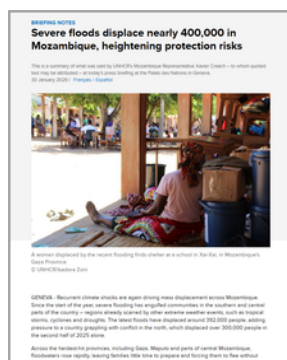 BRIEFING NOTES
Severe floods displace nearly 400,000 in
Mozambique, heightening protection risks
This is a summary of what was said by UNHCR's Mozambique Representative Xavier Creach – to whom quoted
text may be attributed – at today's press briefing at the Palais des Nations in Geneva.
30 January 2026 | Français | Español
A woman displaced by the recent flooding finds shelter at a school in Xai-Xai, in Mozambique's
Gaza Province.
© UNHCR/Isadora Zoni
GENEVA - Recurrent climate shocks are again driving mass displacement across Mozambique.
Since the start of the year, severe flooding has engulfed communities in the southern and central
parts of the country – regions already scarred by other extreme weather events, such as tropical
storms, cyclones and droughts. The latest floods have displaced around 392,000 people, adding
pressure to a country grappling with conflict in the north, which displaced over 300,000 people in
the second half of 2025 alone.
Across the hardest-hit provinces, including Gaza, Maputo and parts of central Mozambique,
floodwaters rose rapidly, leaving families little time to prepare and forcing them to flee without